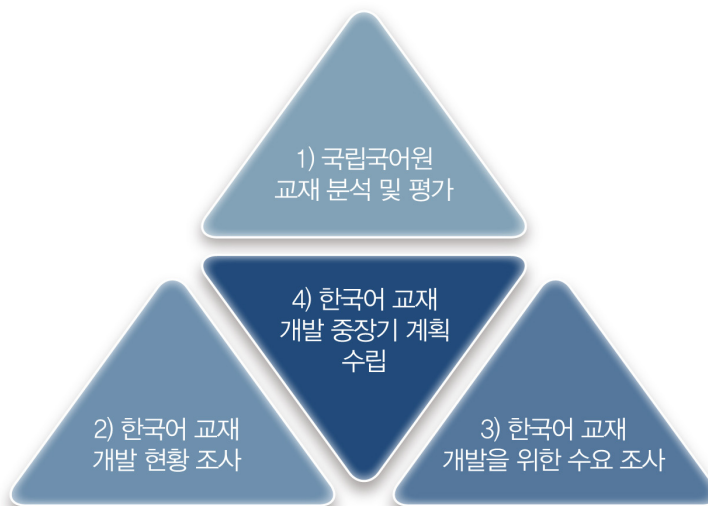 1) 국립국어원
교재 분석 및 평가
4) 한국어 교재
개발 중장기 계획
수립
2) 한국어 교재
개발 현황 조사
3) 한국어 교재
개발을 위한 수요 조사